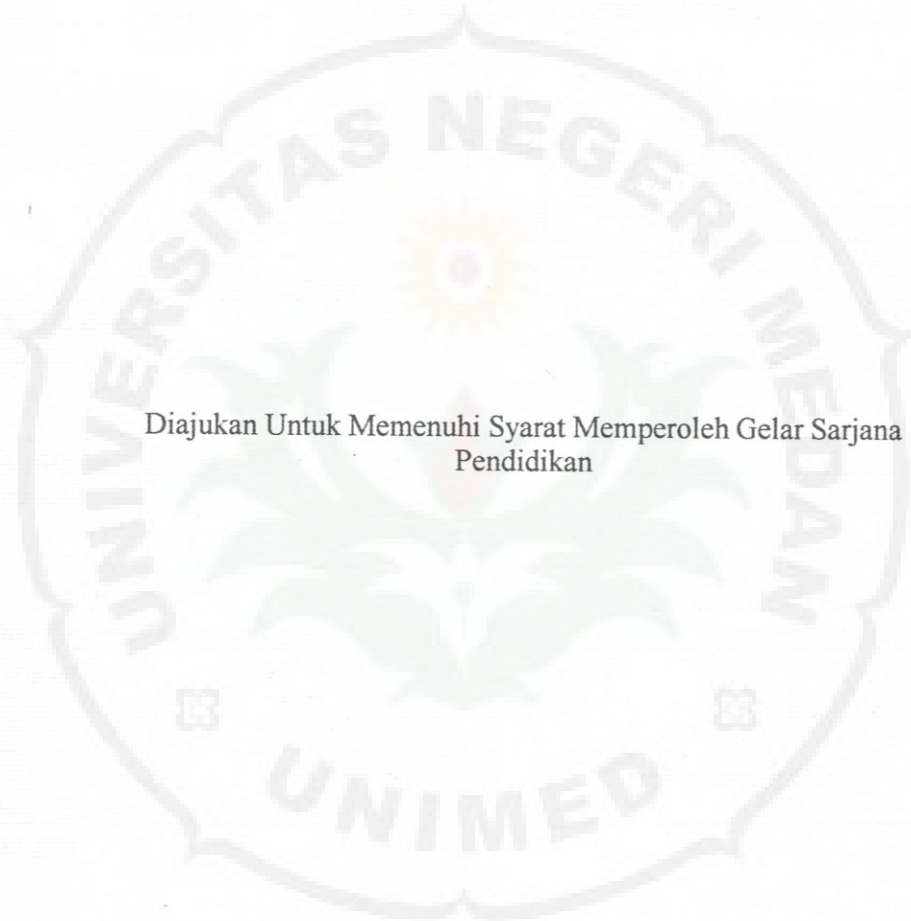 UNIVERSITAS NEGERI MEDAN
Diajukan Untuk Memenuhi Syarat Memperoleh Gelar Sarjana
Pendidikan
UNIMED